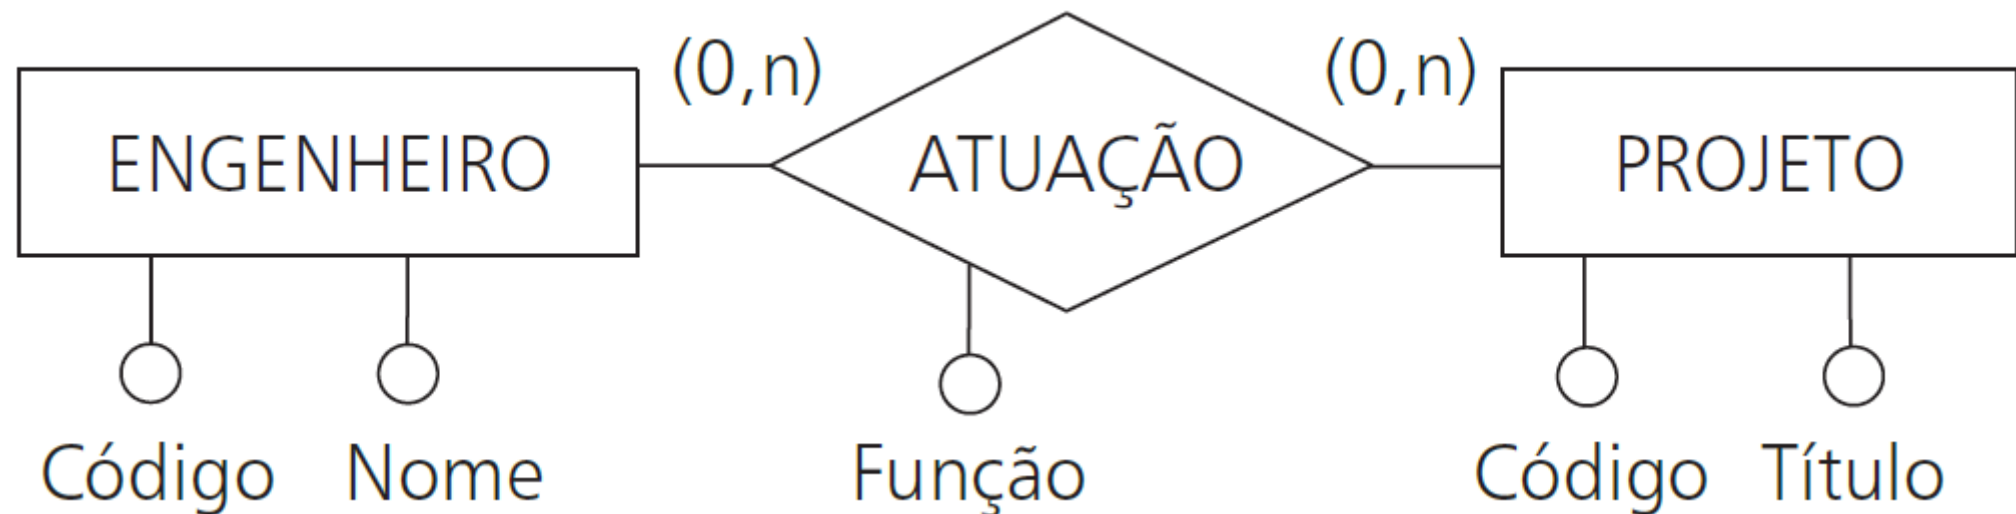 (0,n) (0,n)
ENGENHEIRO ATUAÇÃO PROJETO
Código Nome Função Código Título